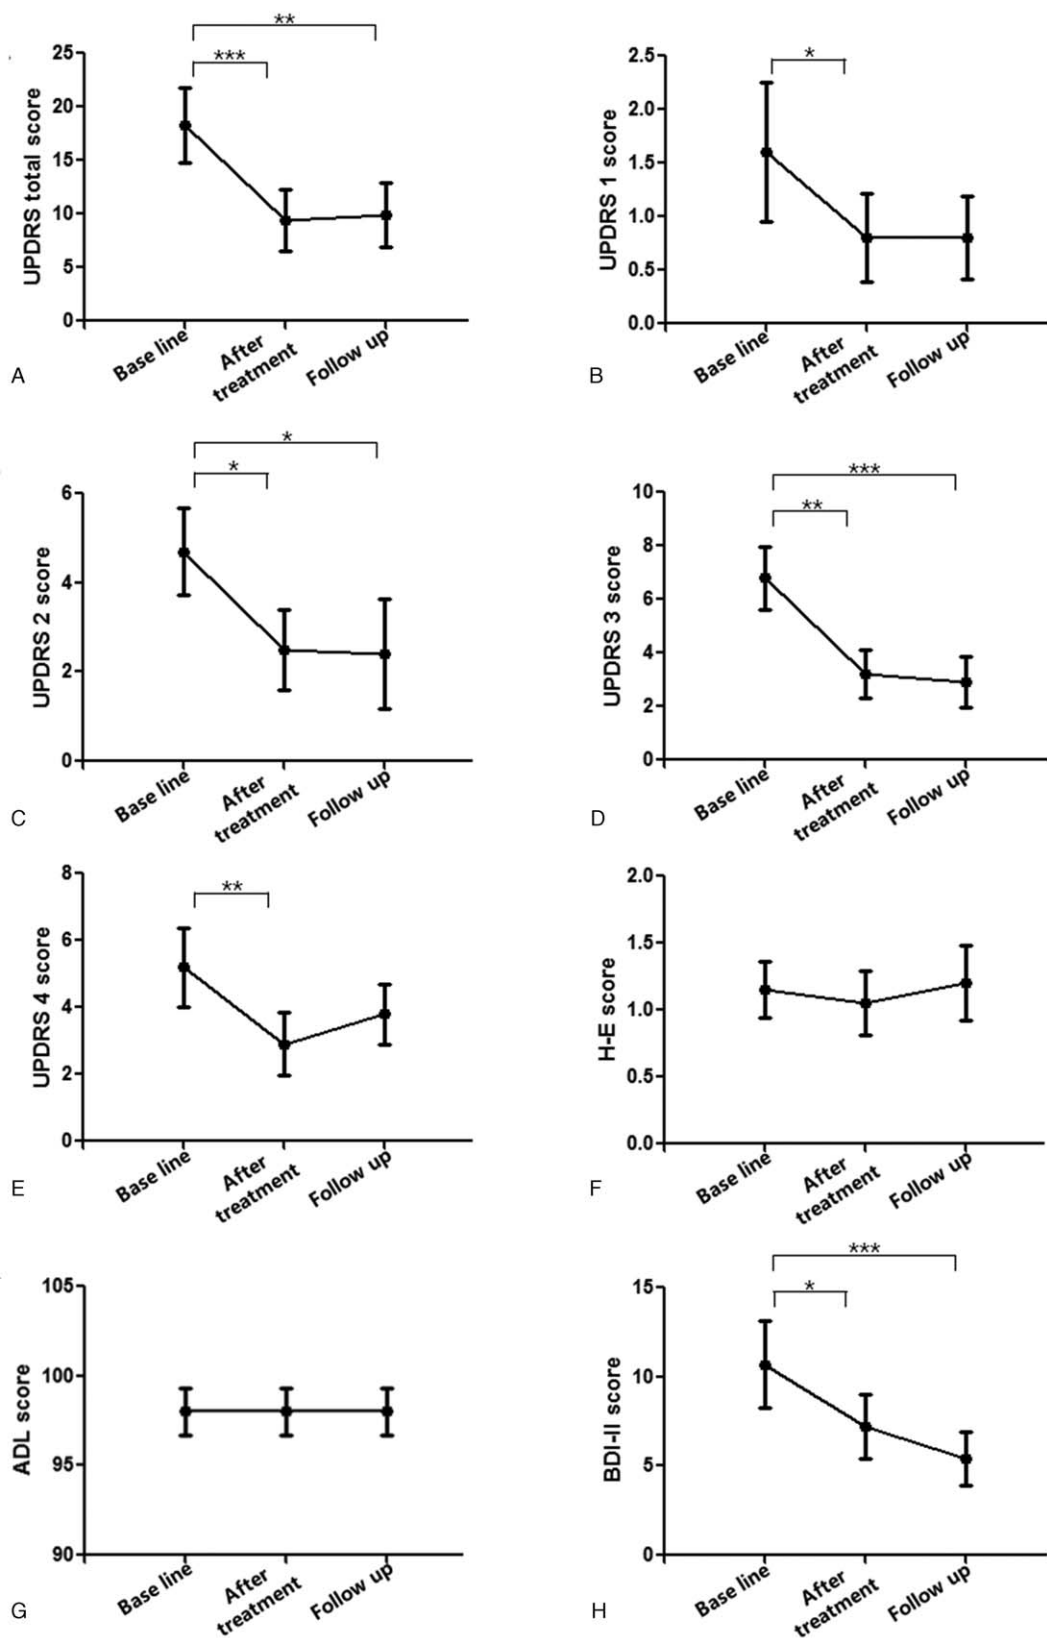 **
***
25
20
15
10
5
0
UPDRS total score
Base line
After
treatment
Follow up
A
*
2.5
2.0
1.5
1.0
0.5
0.0
UPDRS 1 score
Base line
After
treatment
Follow up
B
*
*
6
4
2
0
UPDRS 2 score
Base line
After
treatment
Follow up
C
***
**
10
8
6
4
2
0
UPDRS 3 score
Base line
After
treatment
Follow up
D
**
8
6
4
2
0
UPDRS 4 score
Base line
After
treatment
Follow up
E
2.0
1.5
1.0
0.5
0.0
H-E score
Base line
After
treatment
Follow up
F
105
100
95
90
ADL score
Base line
After
treatment
Follow up
G
***
*
15
10
5
0
BDI-II score
Base line
After
treatment
Follow up
H